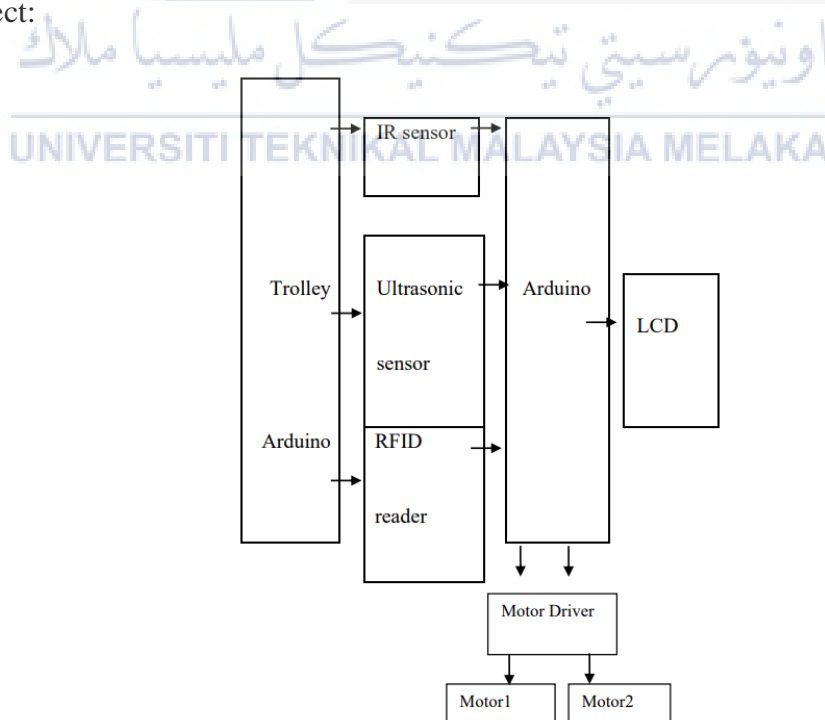 ect:
اونيۏرسيتي تيكنيكل مليسيا ملاك
UNIVERSITI TEKNIKAL MALAYSIA MELAKA
IR sensor
Trolley
Arduino
Ultrasonic
sensor
RFID
reader
Arduino
LCD
Motor Driver
Motor1
Motor2